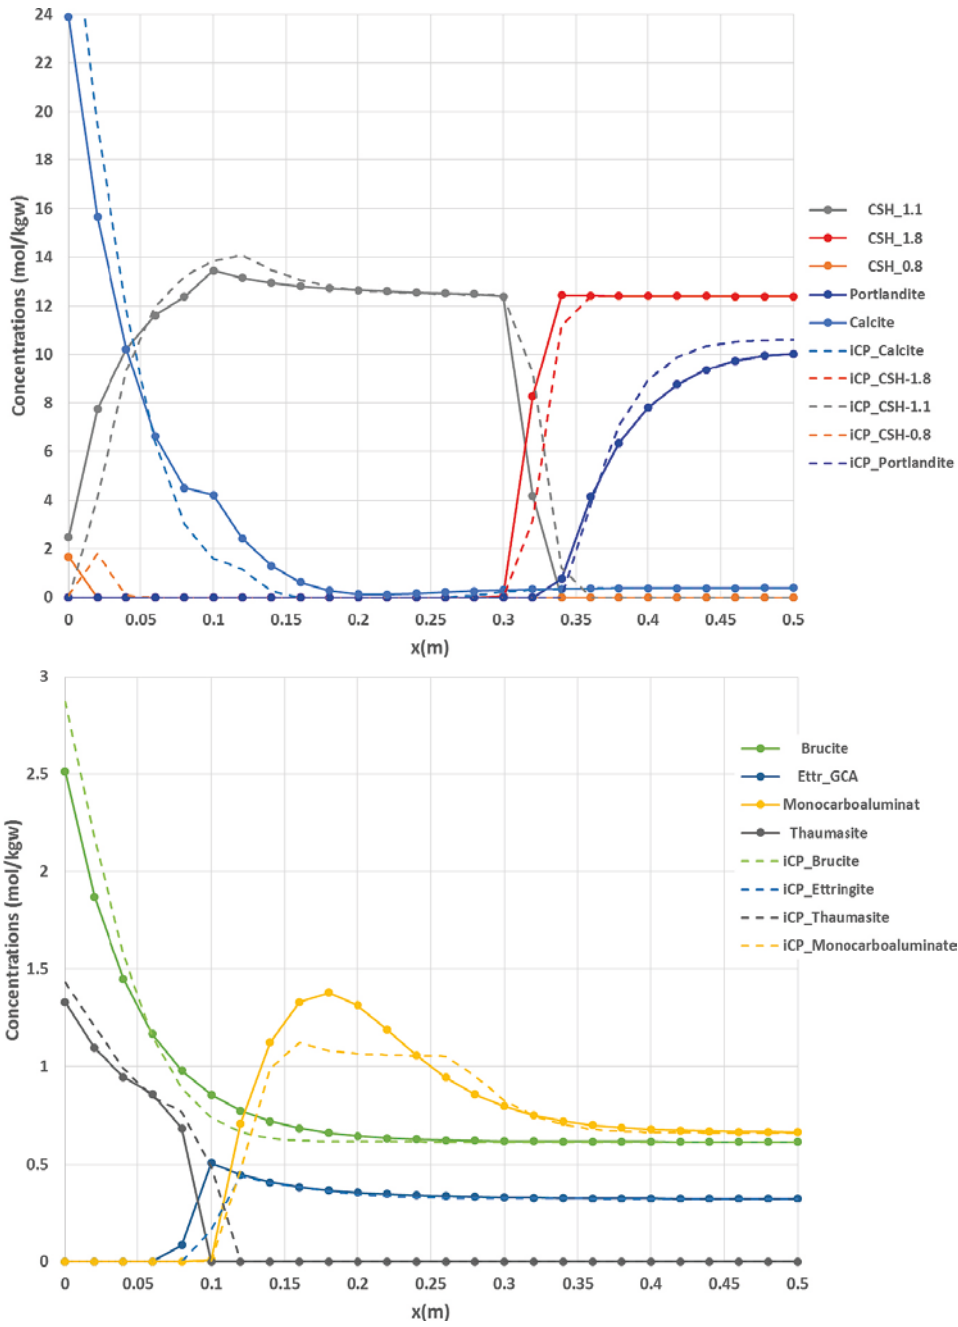 24
22
20
18
16
14
12
10
8
6
4
2
0
Concentrations (mol/kgw)
0 0.05 0.1 0.15 0.2 0.25 0.3 0.35 0.4 0.45 0.5
x(m)
CSH_1.1
CSH_1.8
CSH_0.8
Portlandite
Calcite
iCP_Calcite
iCP_CSH-1.8
iCP_CSH-1.1
iCP_CSH-0.8
iCP_Portlandite
3
2.5
2
1.5
1
0.5
0
Concentrations (mol/kgw)
0 0.05 0.1 0.15 0.2 0.25 0.3 0.35 0.4 0.45 0.5
x(m)
Brucite
Ettr_GCA
Monocarboaluminat
Thaumasite
iCP_Brucite
iCP_Ettringite
iCP_Thaumasite
iCP_Monocarboaluminate